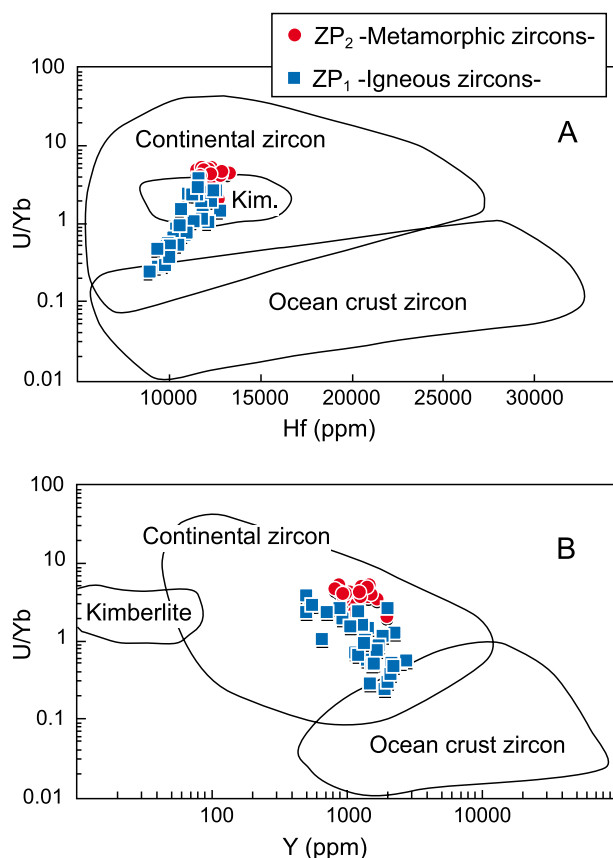 ZP₂ -Metamorphic zircons-
ZP₁ -Igneous zircons-
A
100
10
1
0.1
0.01
U/Yb
Continental zircon
Kim.
Ocean crust zircon
10000 15000 20000 25000 30000
Hf (ppm)
B
100
10
1
0.1
0.01
U/Yb
Continental zircon
Kimberlite
Ocean crust zircon
100 1000 10000
Y (ppm)